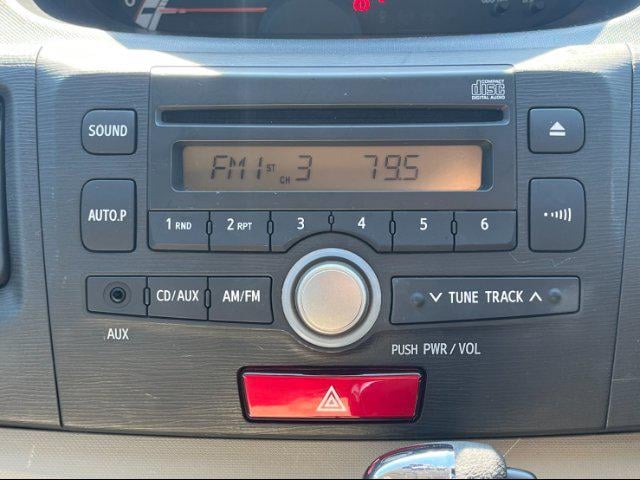 COMPACT
disc
DIGITAL AUDIO
SOUND
FM1 ST CH 3 79.5
AUTO.P
1 RND 2 RPT 3 4 5 6
CD/AUX AM/FM TUNE TRACK
AUX
PUSH PWR/VOL